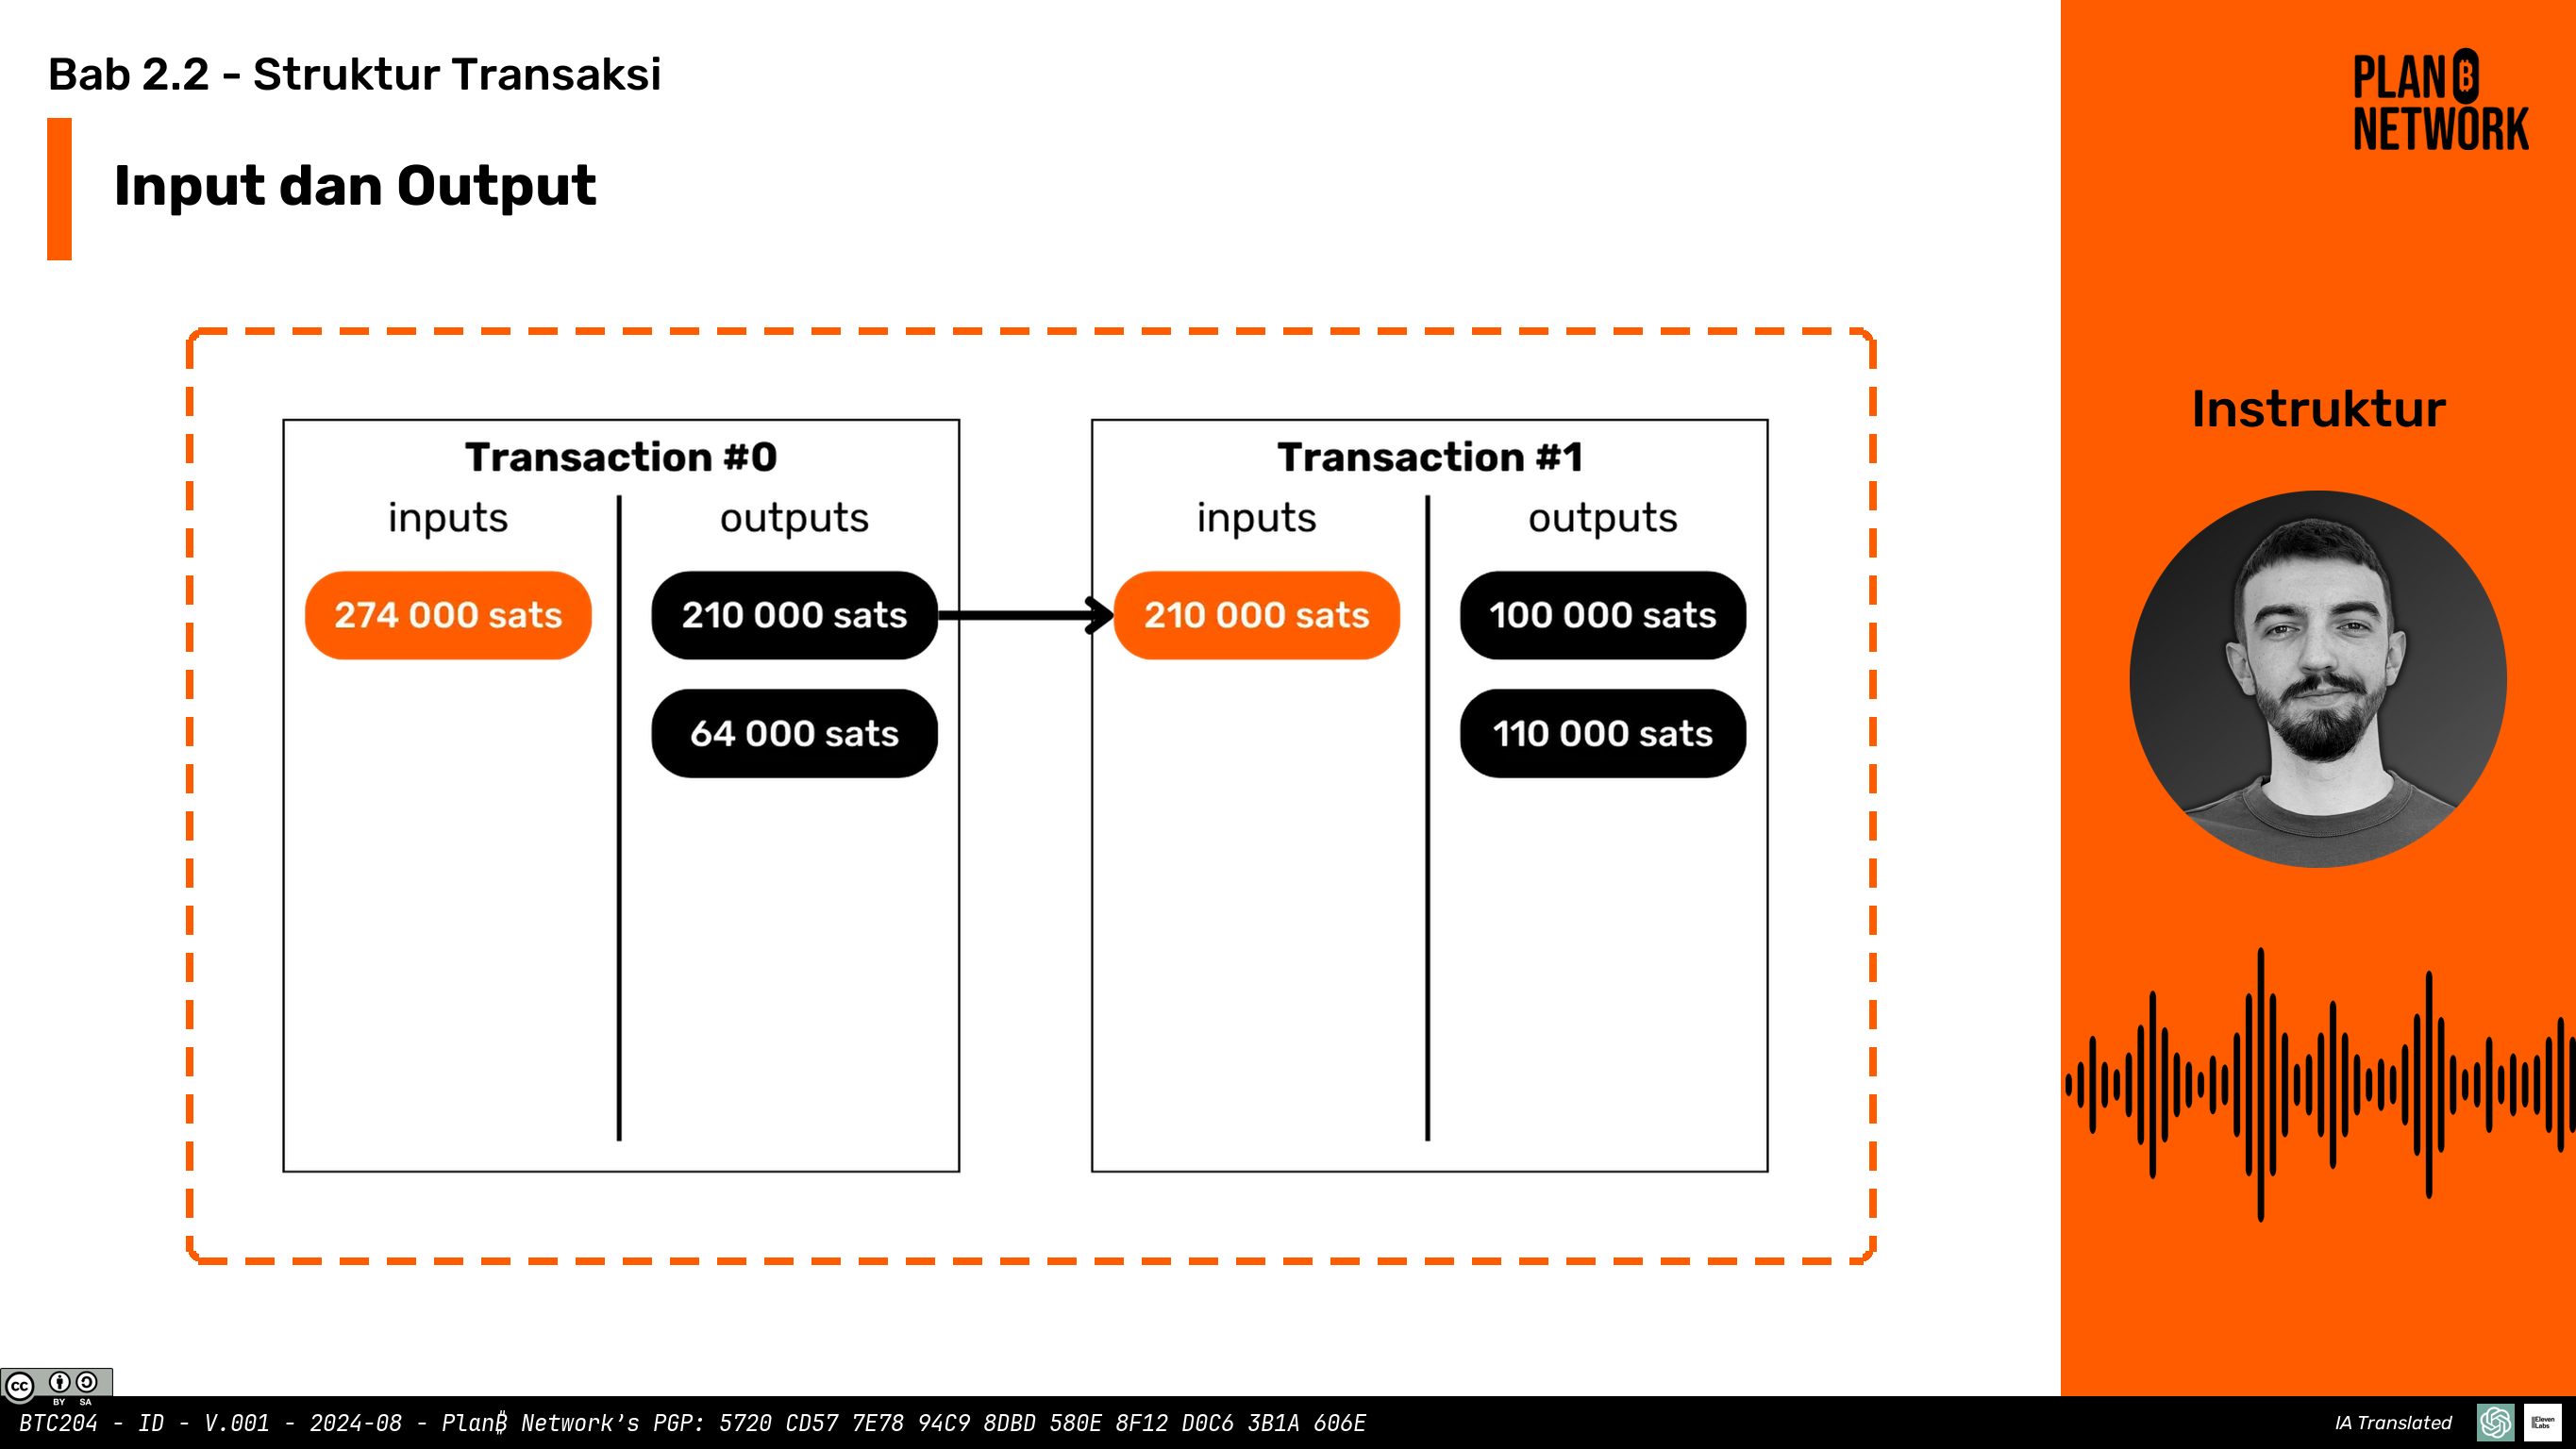 Bab 2.2 - Struktur Transaksi
Input dan Output
PLAN ₿
NETWORK
Instruktur
Transaction #0
inputs
outputs
274 000 sats
210 000 sats
64 000 sats
Transaction #1
inputs
outputs
210 000 sats
100 000 sats
110 000 sats
cc
BY SA
BTC204 - ID - V.001 - 2024-08 - Plan₿ Network’s PGP: 5720 CD57 7E78 94C9 8DBD 580E 8F12 D0C6 3B1A 606E
IA Translated
ElevenLabs